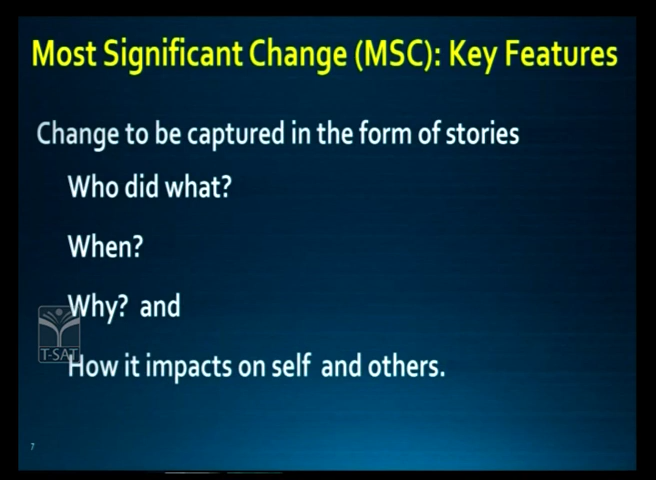 Most Significant Change (MSC): Key Features
Change to be captured in the form of stories
Who did what?
When?
Why? and
T-SAT
How it impacts on self and others.
7